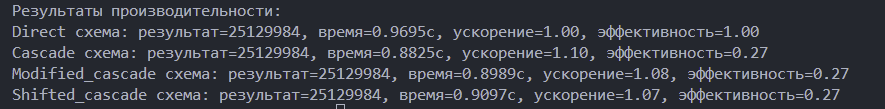 Результаты производительности:
Direct схема: результат=25129984, время=0.9695с, ускорение=1.00, эффективность=1.00
Cascade схема: результат=25129984, время=0.8825с, ускорение=1.10, эффективность=0.27
Modified_cascade схема: результат=25129984, время=0.8989с, ускорение=1.08, эффективность=0.27
Shifted_cascade схема: результат=25129984, время=0.9097с, ускорение=1.07, эффективность=0.27